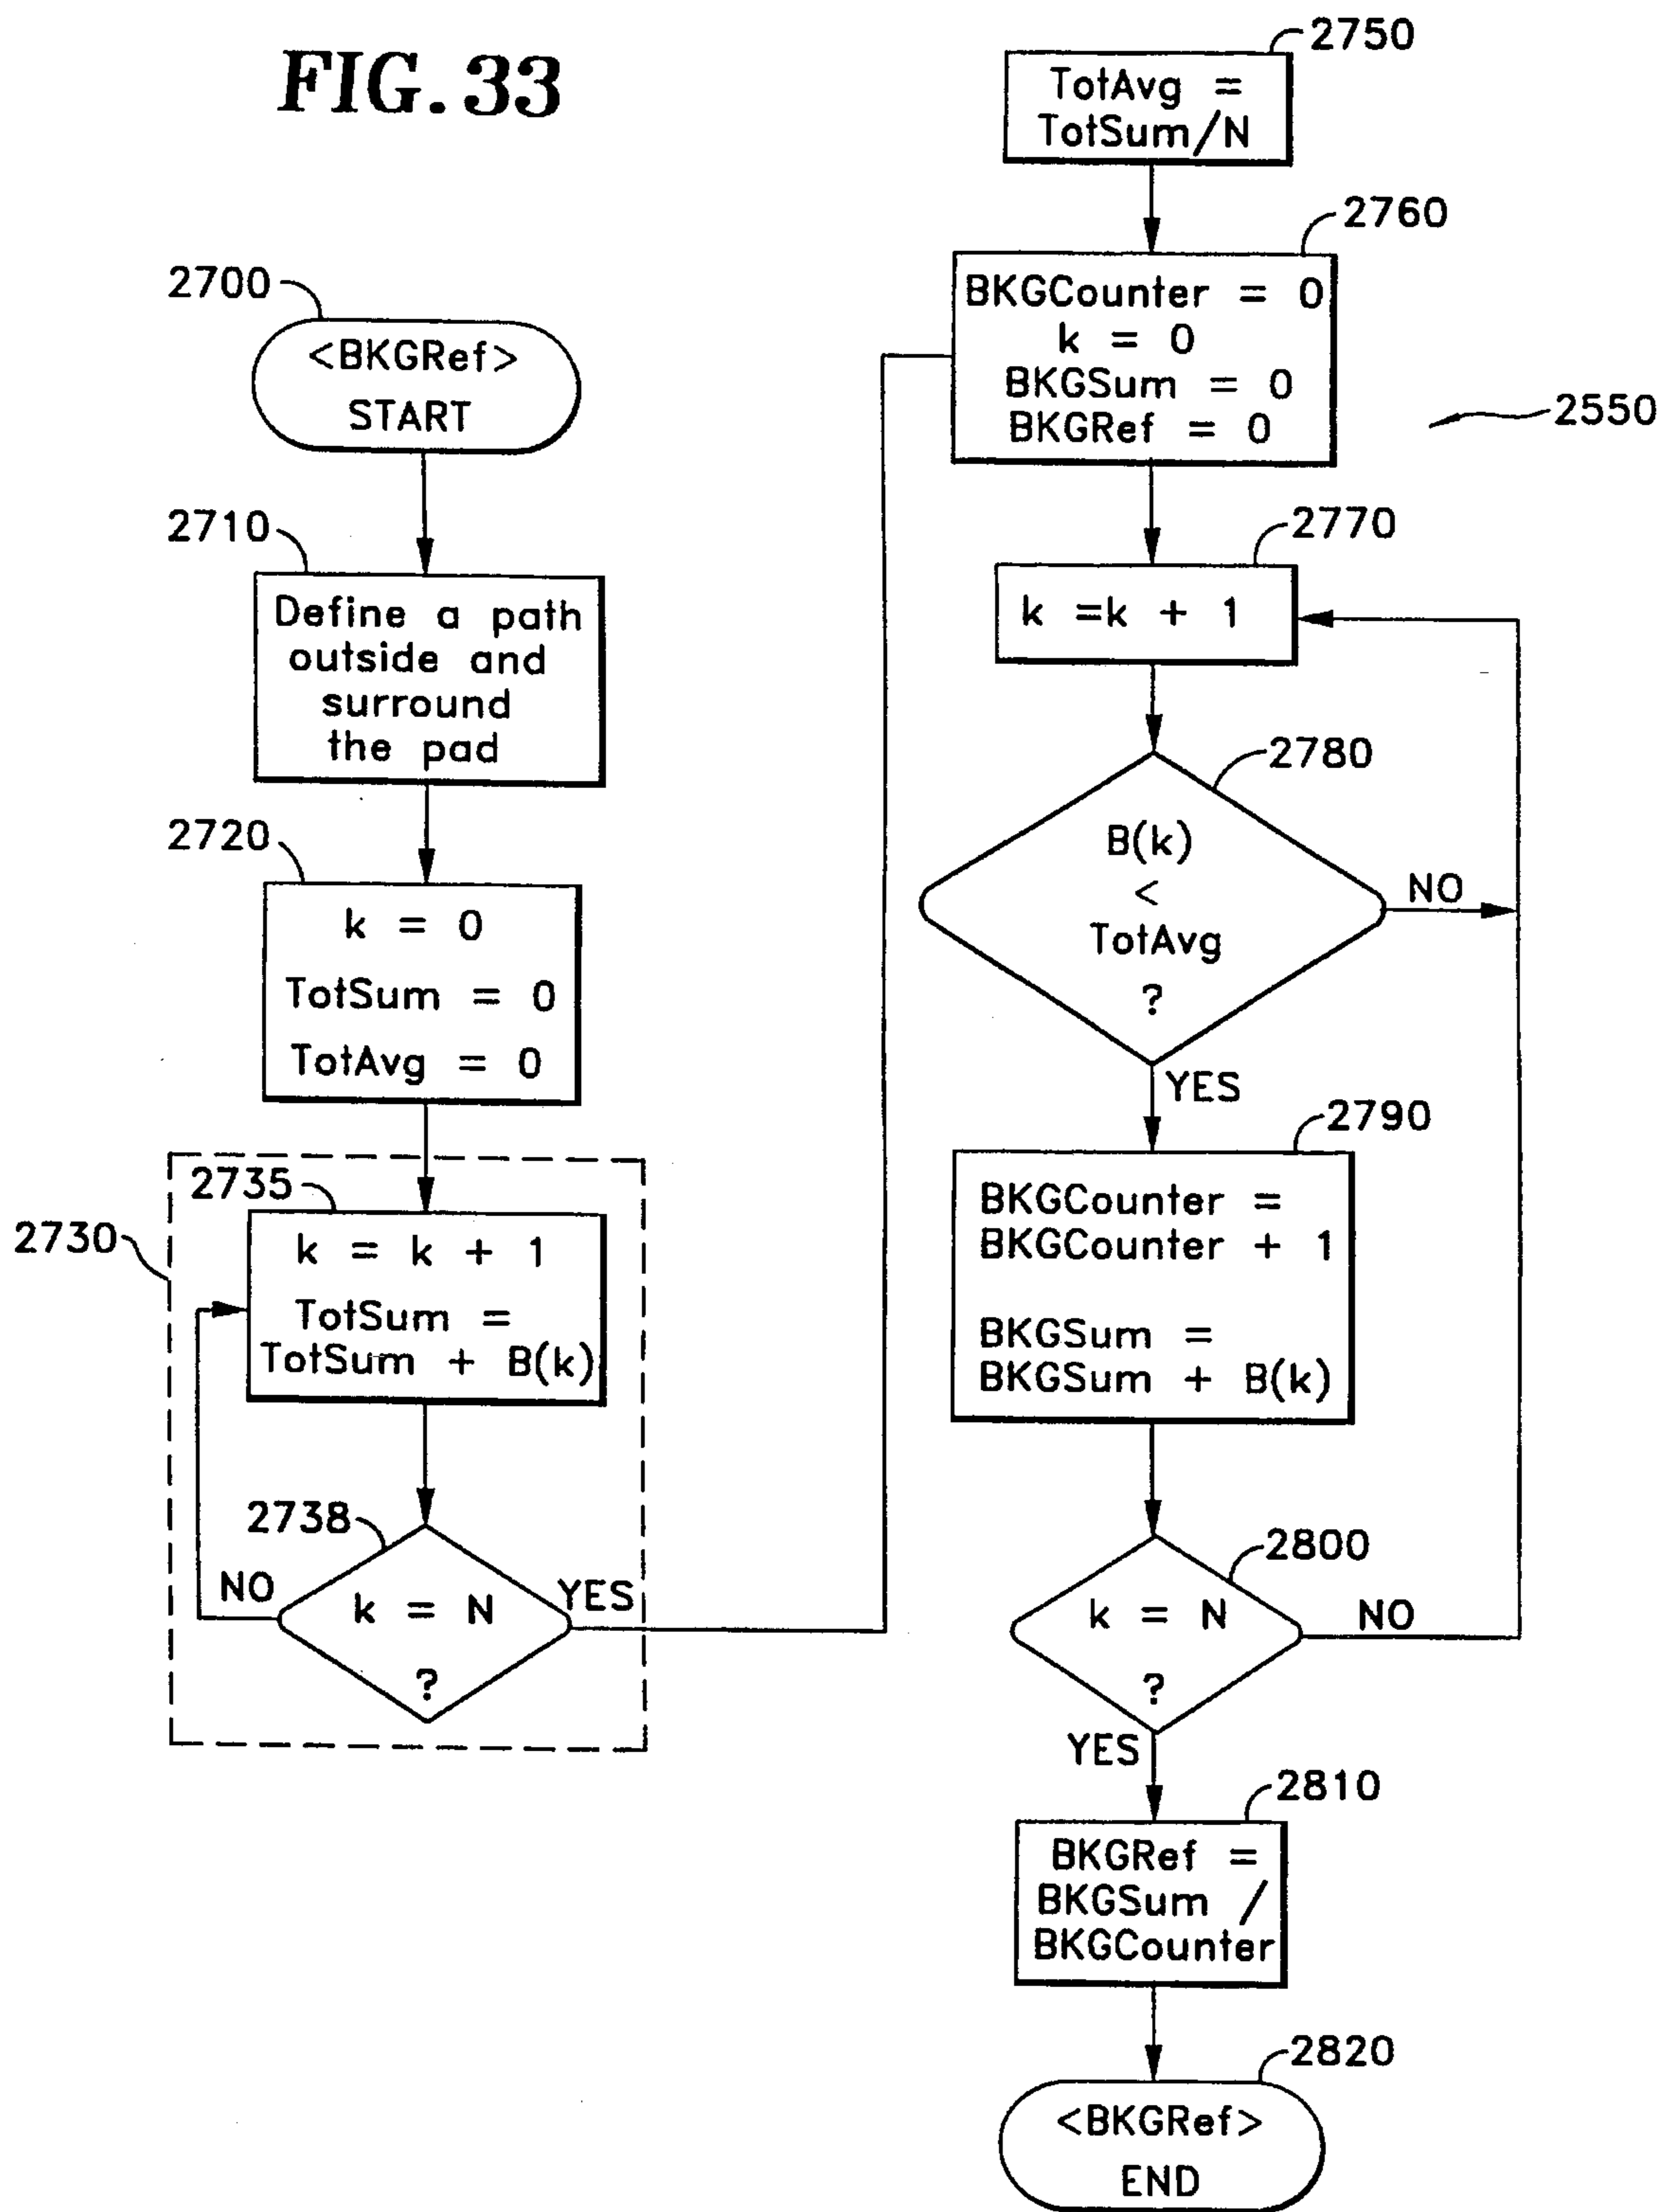 FIG. 33
2700
<BKGRef>
START
2710
Define a path
outside and
surround
the pad
2720
k = 0
TotSum = 0
TotAvg = 0
2730
2735
k = k + 1
TotSum =
TotSum + B(k)
2738
k = N
?
NO
YES
2750
TotAvg =
TotSum/N
2760
BKGCounter = 0
k = 0
BKGSum = 0
BKGRef = 0
2550
2770
k =k + 1
2780
B(k)
<
TotAvg
?
NO
YES
2790
BKGCounter =
BKGCounter + 1
BKGSum =
BKGSum + B(k)
2800
k = N
?
NO
YES
2810
BKGRef =
BKGSum /
BKGCounter
2820
<BKGRef>
END